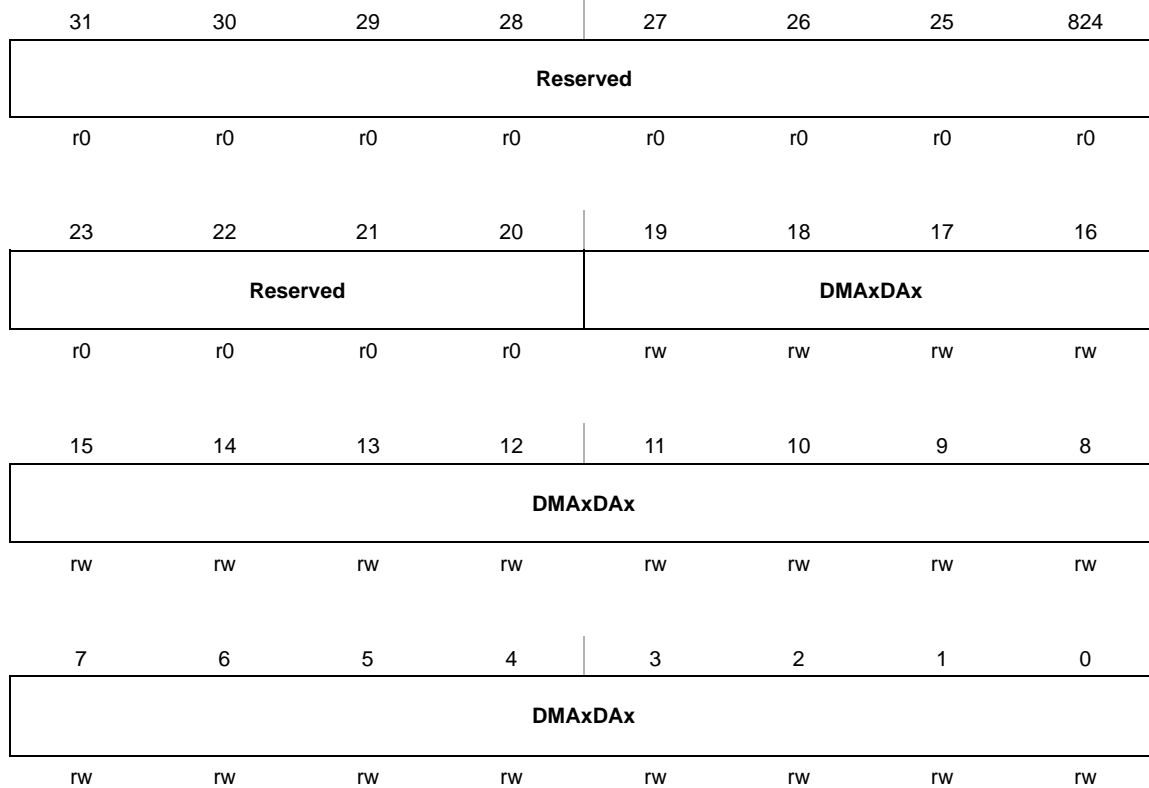 31 30 29 28 27 26 25 824
Reserved
r0 r0 r0 r0 r0 r0 r0 r0
23 22 21 20 19 18 17 16
Reserved DMAxDAx
r0 r0 r0 r0 rw rw rw rw
15 14 13 12 11 10 9 8
DMAxDAx
rw rw rw rw rw rw rw rw
7 6 5 4 3 2 1 0
DMAxDAx
rw rw rw rw rw rw rw rw